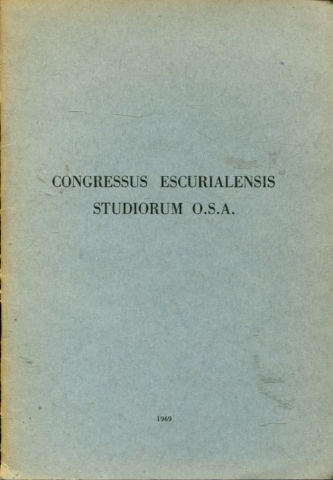 CONGRESSUS ESCURIALENSIS
STUDIORUM O.S.A.
1969